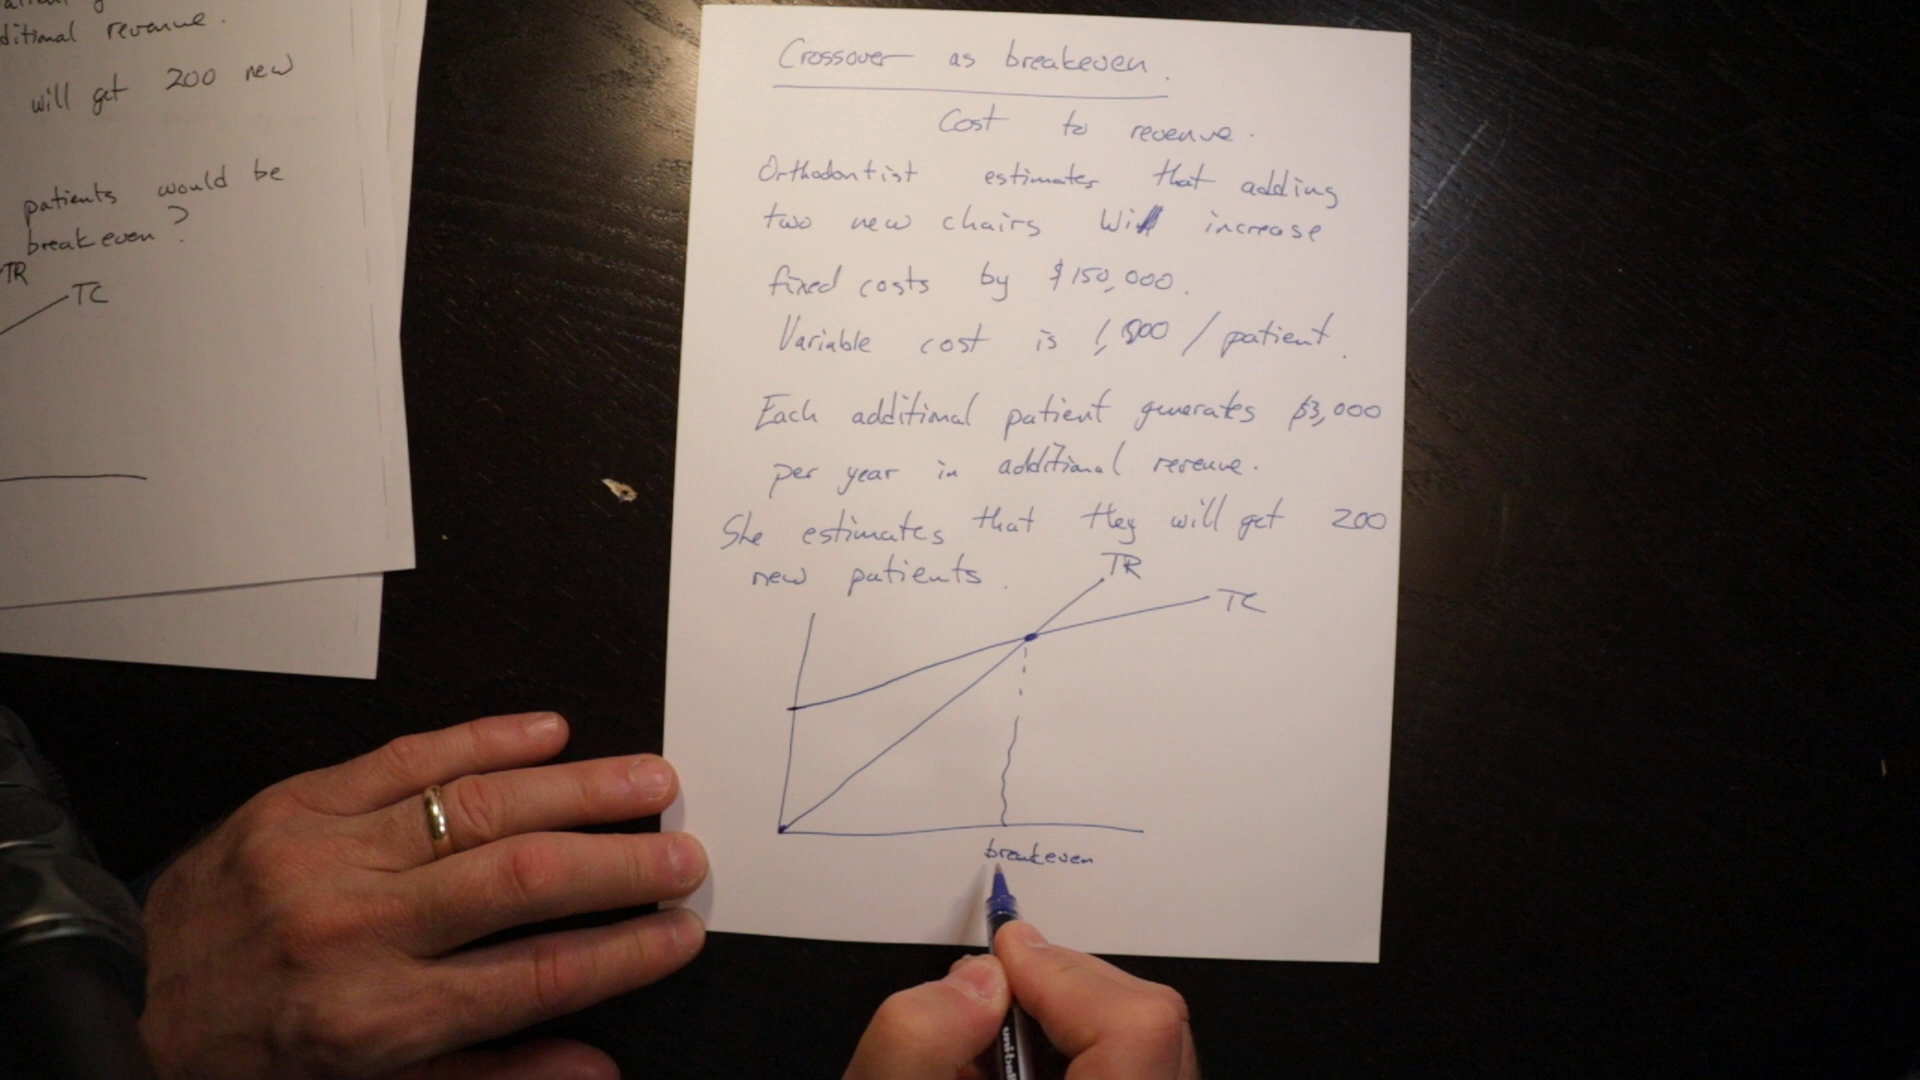 ditional revenue.
will get 200 new
patients would be
breakeven?
TR
TC
Crossover as breakeven.
Cost to revenue.
Orthodontist estimates that adding
two new chairs will increase
fixed costs by $150,000.
Variable cost is 1,800 / patient.
Each additional patient generates $3,000
per year in additional revenue.
She estimates that they will get 200
new patients.
TR
TC
breakeven